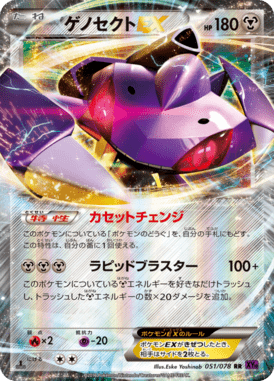 たね
ゲノセクトEX
HP180
特性 カセットチェンジ
このポケモンについている「ポケモンのどうぐ」を、自分の手札にもどす。
この特性は、自分の番に1回使える。
ラピッドブラスター 100+
このポケモンについているエネルギーを好きなだけトラッシュし、トラッシュしたエネルギーの数×20ダメージを追加。
弱点 ×2
抵抗力 -20
にげる
ポケモンEXのルール
ポケモンEXがきぜつしたとき、
相手はサイドを2枚とる。
Illus.Eske Yoshinob
051/078 RR XY